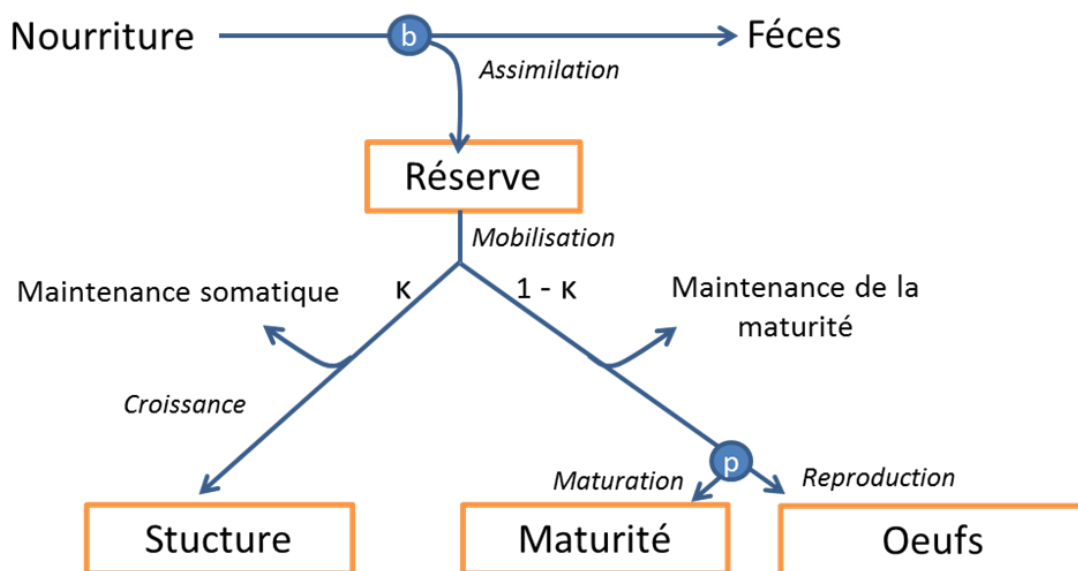 Nourriture
b
Féces
Assimilation
Réserve
Mobilisation
Maintenance somatique
κ
1 - κ
Maintenance de la
maturité
Croissance
p
Maturation
Reproduction
Stucture
Maturité
Oeufs